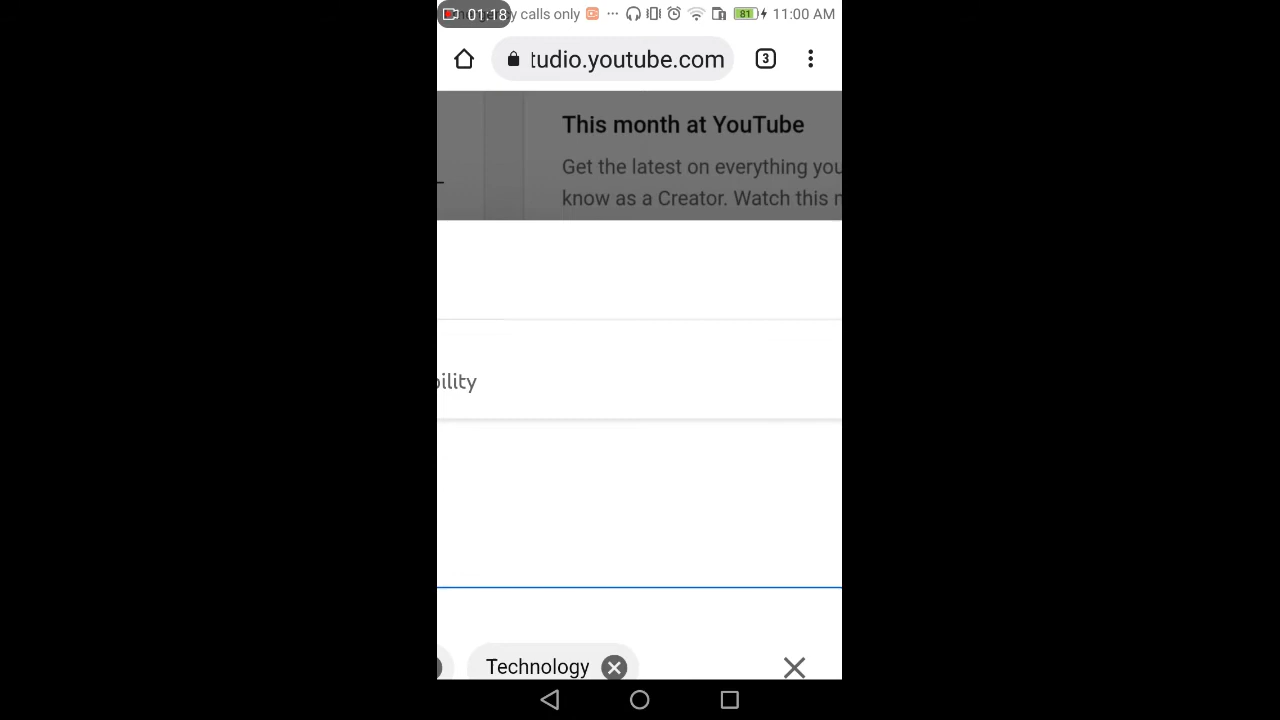 01:18 y calls only 81 11:00 AM
tudio.youtube.com 3
This month at YouTube
Get the latest on everything you
know as a Creator. Watch this
bility
Technology